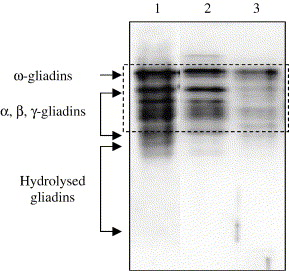 1 2 3
ω-gliadins
α, β, γ-gliadins
Hydrolysed
gliadins